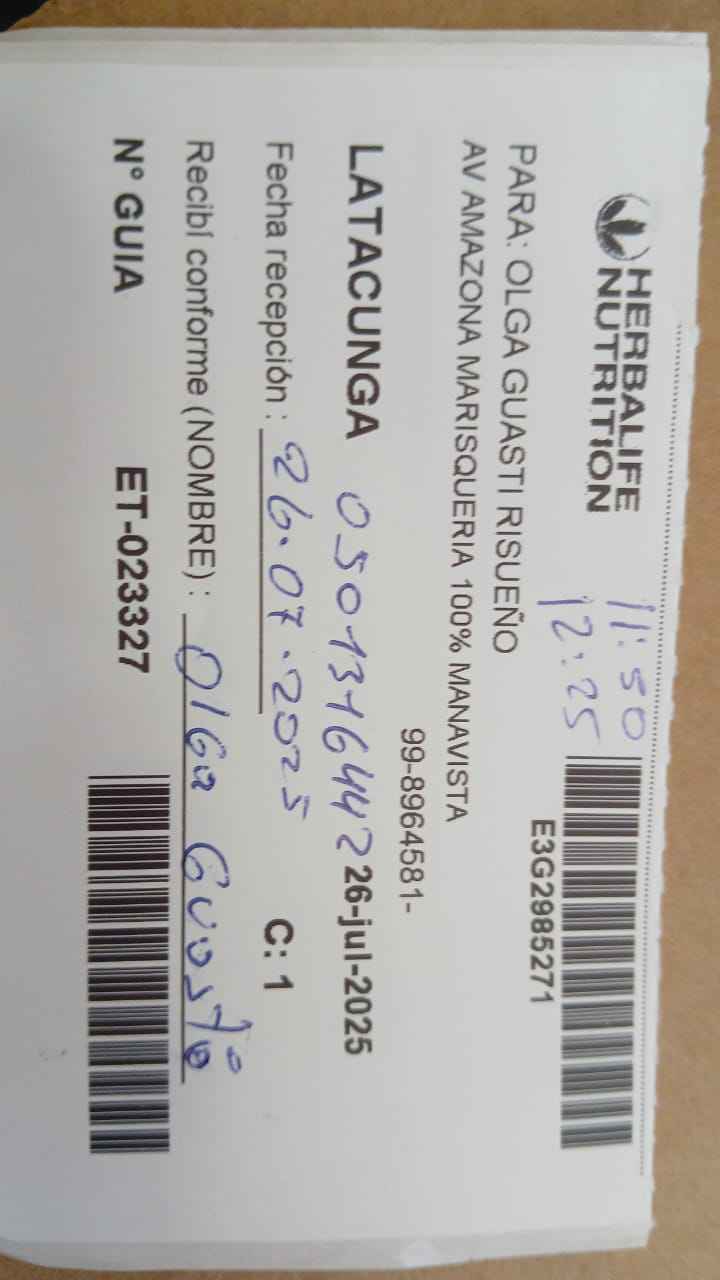 HERBALIFE
NUTRITION
11:50
12:25
E3G2985271
PARA: OLGA GUASTI RISUEÑO
AV AMAZONA MARISQUERIA 100% MANAVISTA
99-8964581-
LATACUNGA 0501316442 26-jul-2025
Fecha recepción : 26.07.2025 C: 1
Recibí conforme (NOMBRE) : Olga Guasti
N° GUIA ET-023327